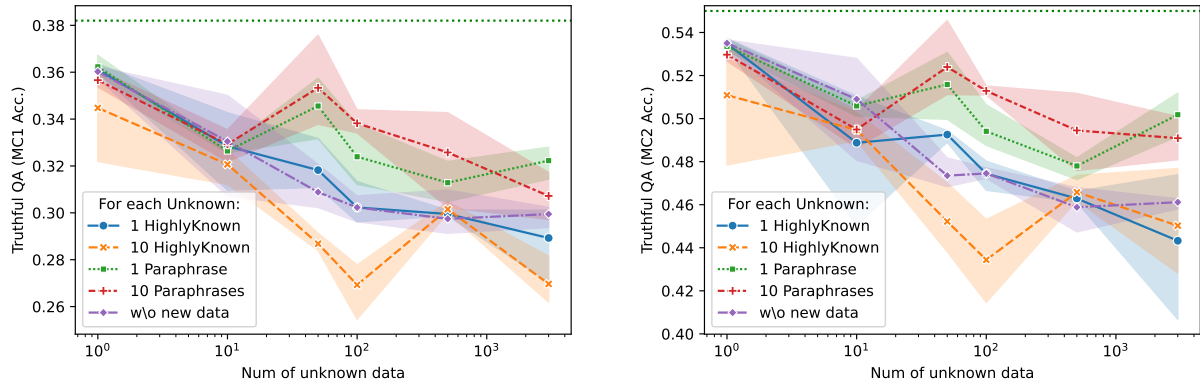 Truthful QA (MC1 Acc.)
0.38
0.36
0.34
0.32
0.30
0.28
0.26
For each Unknown:
1 HighlyKnown
10 HighlyKnown
1 Paraphrase
10 Paraphrases
w\o new data
10^0
10^1
10^2
10^3
Num of unknown data
Truthful QA (MC2 Acc.)
0.54
0.52
0.50
0.48
0.46
0.44
0.42
0.40
For each Unknown:
1 HighlyKnown
10 HighlyKnown
1 Paraphrase
10 Paraphrases
w\o new data
10^0
10^1
10^2
10^3
Num of unknown data